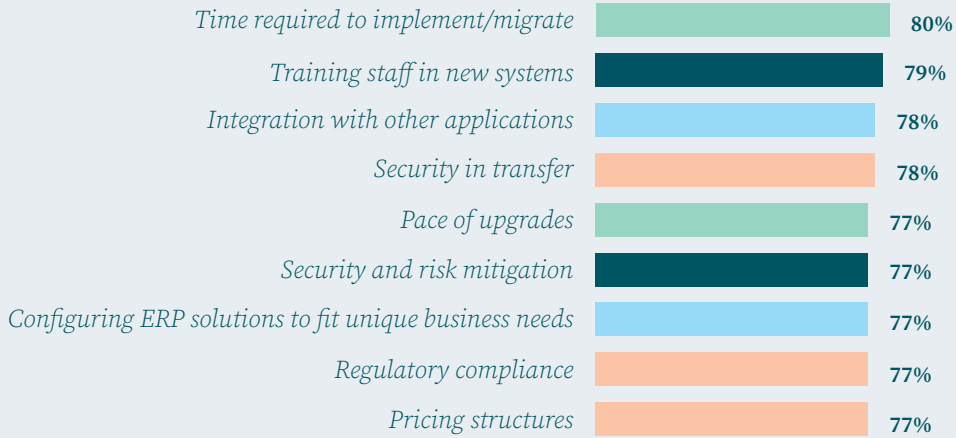 Time required to implement/migrate 80%
Training staff in new systems 79%
Integration with other applications 78%
Security in transfer 78%
Pace of upgrades 77%
Security and risk mitigation 77%
Configuring ERP solutions to fit unique business needs 77%
Regulatory compliance 77%
Pricing structures 77%